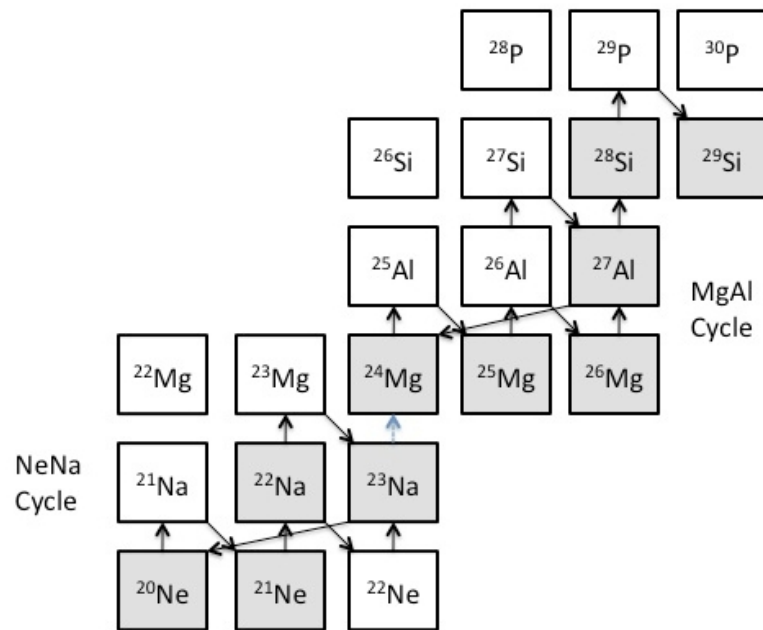 ²⁸P ²⁹P ³⁰P
²⁶Si ²⁷Si ²⁸Si ²⁹Si
²⁵Al ²⁶Al ²⁷Al
MgAl
Cycle
²²Mg ²³Mg ²⁴Mg ²⁵Mg ²⁶Mg
NeNa
Cycle
²¹Na ²²Na ²³Na
²⁰Ne ²¹Ne ²²Ne